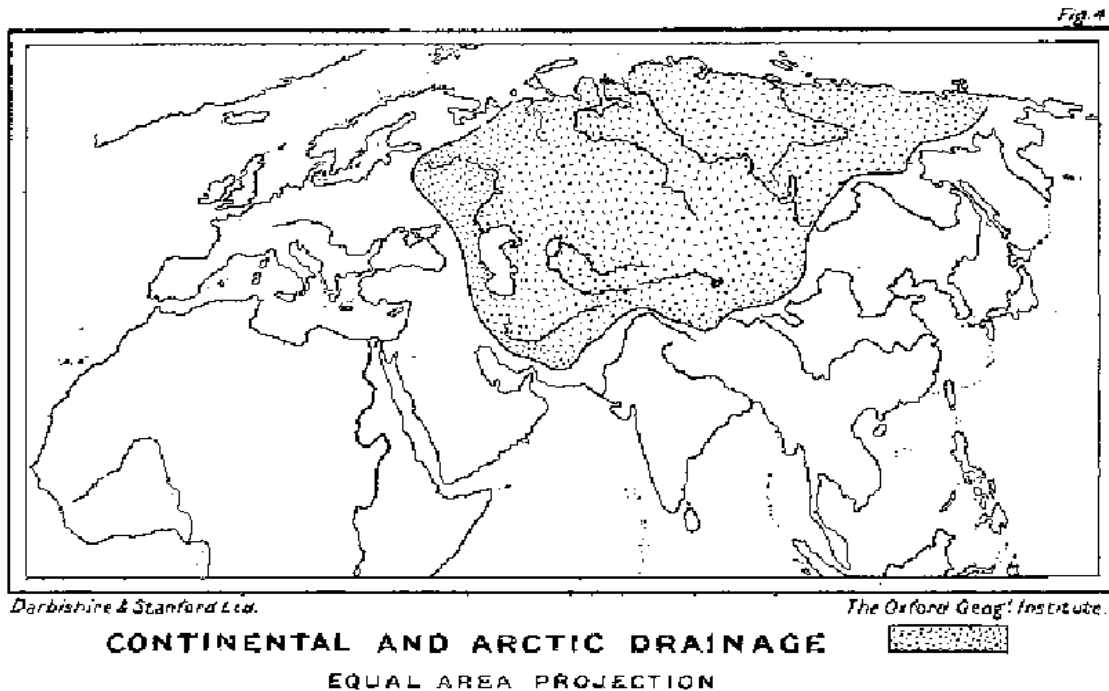 Fig. 4
Darbishire & Stanford Ltd.
The Oxford Geog! Institute.
CONTINENTAL AND ARCTIC DRAINAGE
EQUAL AREA PROJECTION